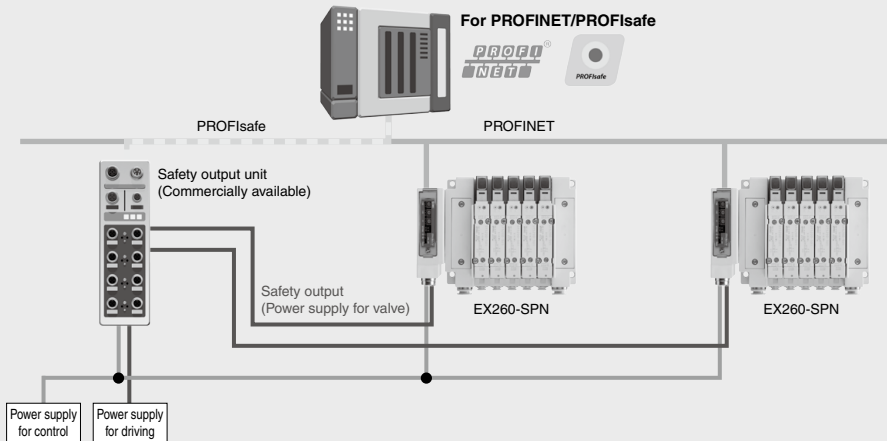 For PROFINET/PROFIsafe
PROFI
NET
®
PROFIsafe
PROFIsafe
PROFINET
Safety output unit
(Commercially available)
Safety output
(Power supply for valve)
EX260-SPN
EX260-SPN
Power supply
for control
Power supply
for driving